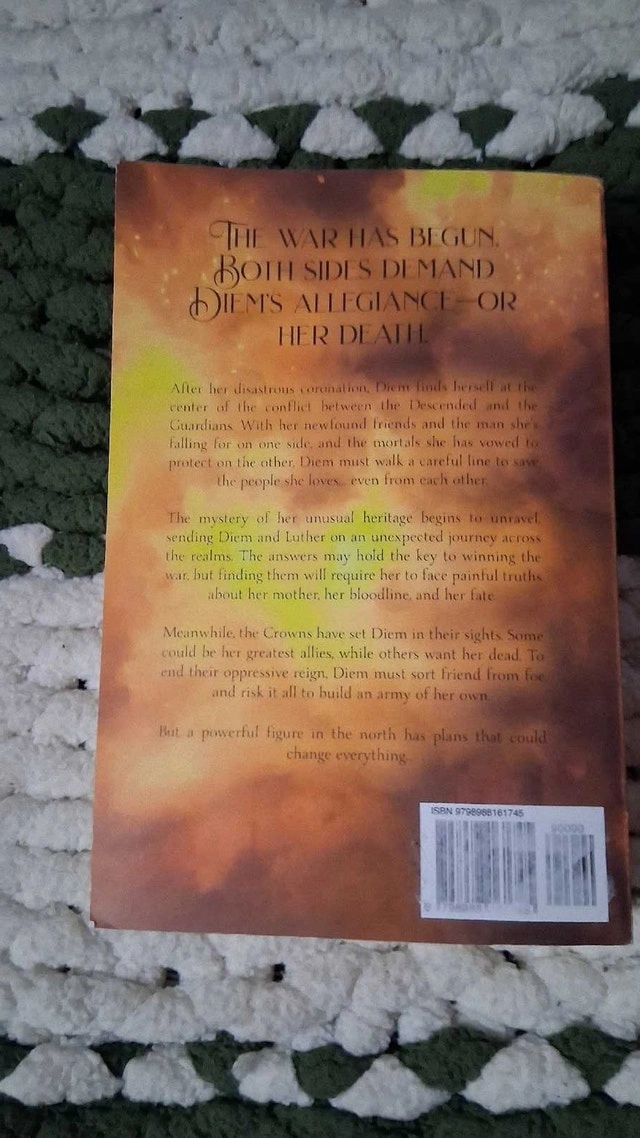 THE WAR HAS BEGUN.
BOTH SIDES DEMAND
DIEM'S ALLEGIANCE—OR
HER DEATH.
After her disastrous coronation, Diem finds herself at the
center of the conflict between the Descended and the
Guardians. With her newfound friends and the man she's
falling for on one side, and the mortals she has vowed to
protect on the other, Diem must walk a careful line to save
the people she loves... even from each other.
The mystery of her unusual heritage begins to unravel,
sending Diem and Luther on an unexpected journey across
the realms. The answers may hold the key to winning the
war, but finding them will require her to face painful truths
about her mother, her bloodline, and her fate.
Meanwhile, the Crowns have set Diem in their sights. Some
could be her greatest allies, while others want her dead. To
end their oppressive reign, Diem must sort friend from foe
and risk it all to build an army of her own.
But a powerful figure in the north has plans that could
change everything...
ISBN 9798988161745
90000